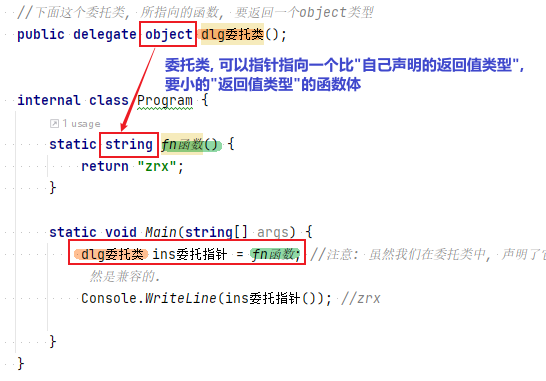 //下面这个委托类, 所指向的函数, 要返回一个object类型
public delegate object dlg委托类();
委托类, 可以指针指向一个比"自己声明的返回值类型",
要小的"返回值类型"的函数体
internal class Program {
1 usage
static string fn函数() {
return "zrx";
}
static void Main(string[] args) {
dlg委托类 ins委托指针 = fn函数; //注意: 虽然我们在委托类中, 声明了
然是兼容的.
Console.WriteLine(ins委托指针()); //zrx
}
}